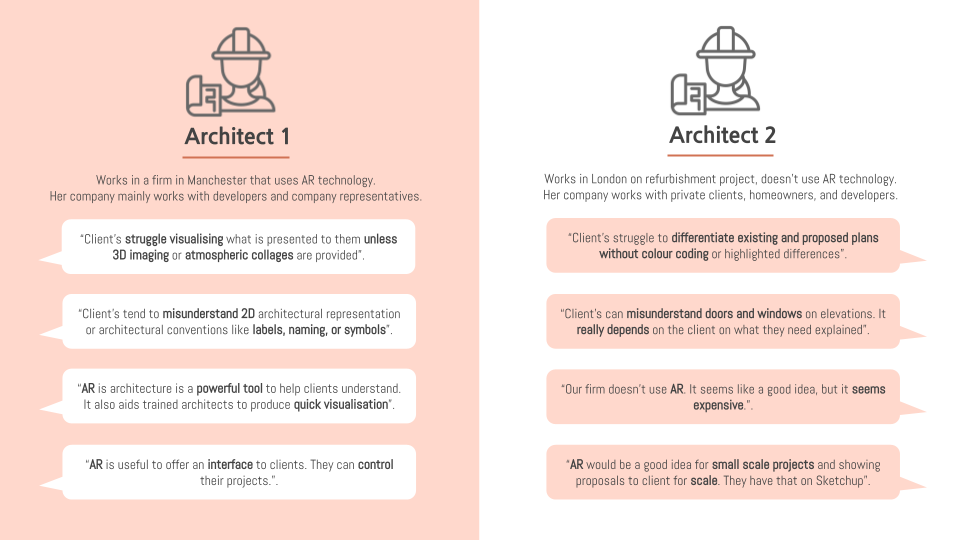 Architect 1
Works in a firm in Manchester that uses AR technology.
Her company mainly works with developers and company representatives.
“Client’s struggle visualising what is presented to them unless
3D imaging or atmospheric collages are provided”.
“Client’s tend to misunderstand 2D architectural representation
or architectural conventions like labels, naming, or symbols”.
“AR is architecture is a powerful tool to help clients understand.
It also aids trained architects to produce quick visualisation“.
“AR is useful to offer an interface to clients. They can control
their projects.”.
Architect 2
Works in London on refurbishment project, doesn’t use AR technology.
Her company works with private clients, homeowners, and developers.
“Client’s struggle to differentiate existing and proposed plans
without colour coding or highlighted differences”.
“Client’s can misunderstand doors and windows on elevations. It
really depends on the client on what they need explained”.
“Our firm doesn’t use AR. It seems like a good idea, but it seems
expensive.”.
“AR would be a good idea for small scale projects and showing
proposals to client for scale. They have that on Sketchup”.